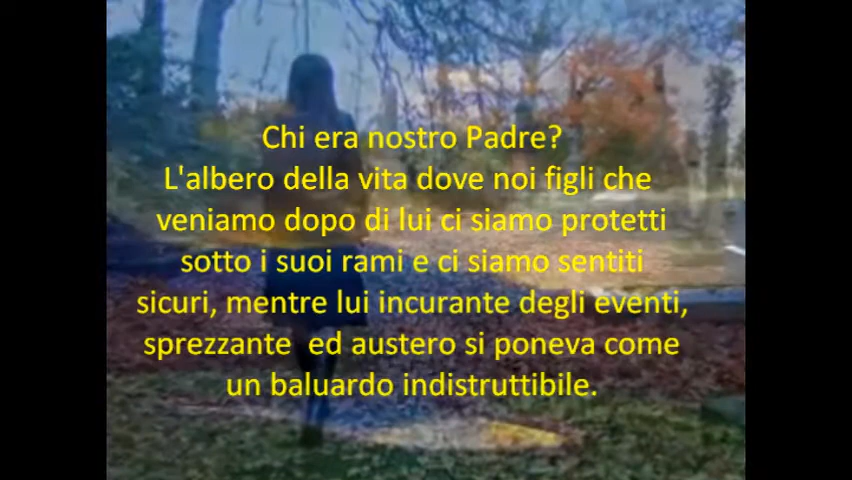 Chi era nostro Padre?
L'albero della vita dove noi figli che
veniamo dopo di lui ci siamo protetti
sotto i suoi rami e ci siamo sentiti
sicuri, mentre lui incurante degli eventi,
sprezzante  ed austero si poneva come
un baluardo indistruttibile.